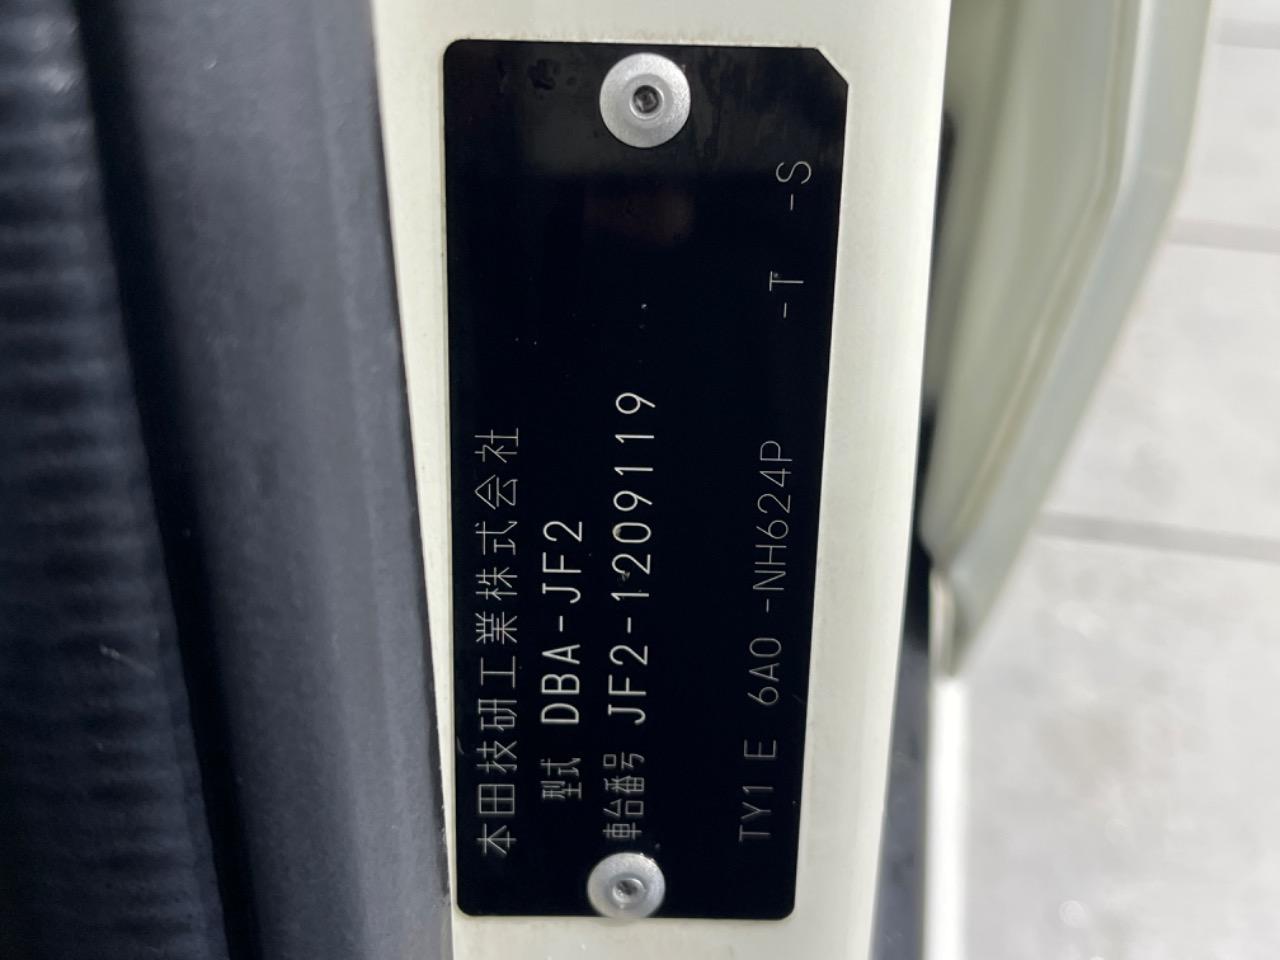 本田技研工業株式会社
型式 DBA-JF2
車台番号 JF2-1209119
TY1 E 6A0 -NH624P -T -S